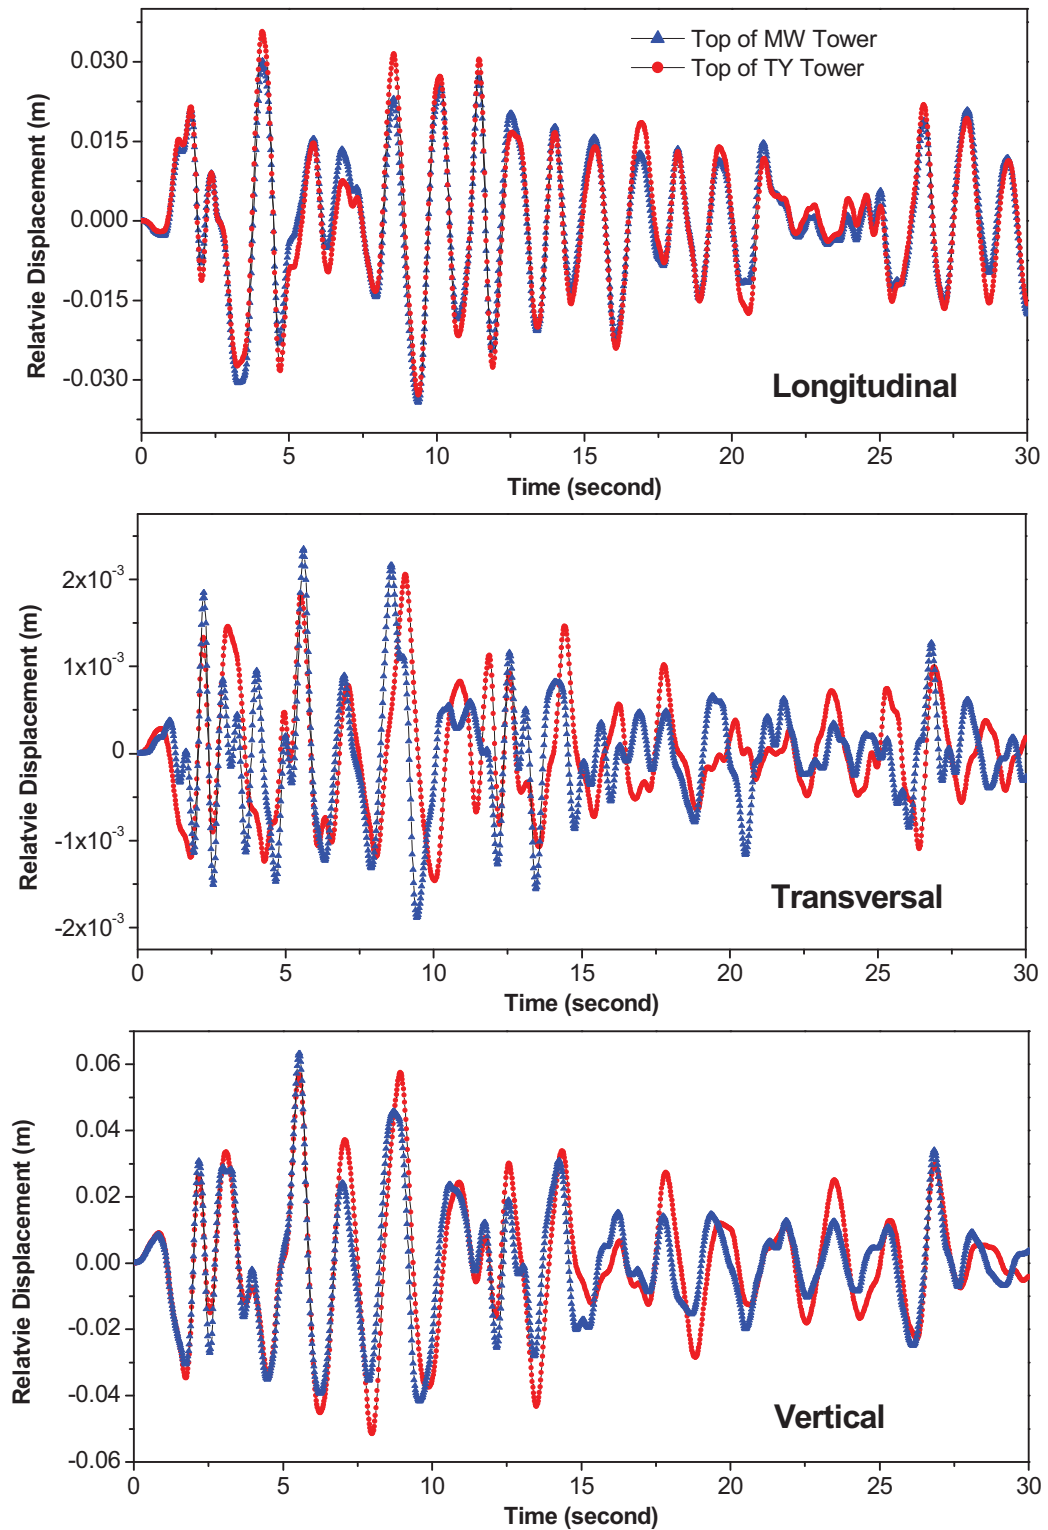 Top of MW Tower
Top of TY Tower
0.030
0.015
0.000
-0.015
-0.030
Relatvie Displacement (m)
Longitudinal
0 5 10 15 20 25 30
Time (second)
2x10-3
1x10-3
0
-1x10-3
-2x10-3
Relatvie Displacement (m)
Transversal
0 5 10 15 20 25 30
Time (second)
0.06
0.04
0.02
0.00
-0.02
-0.04
-0.06
Relatvie Displacement (m)
Vertical
0 5 10 15 20 25 30
Time (second)